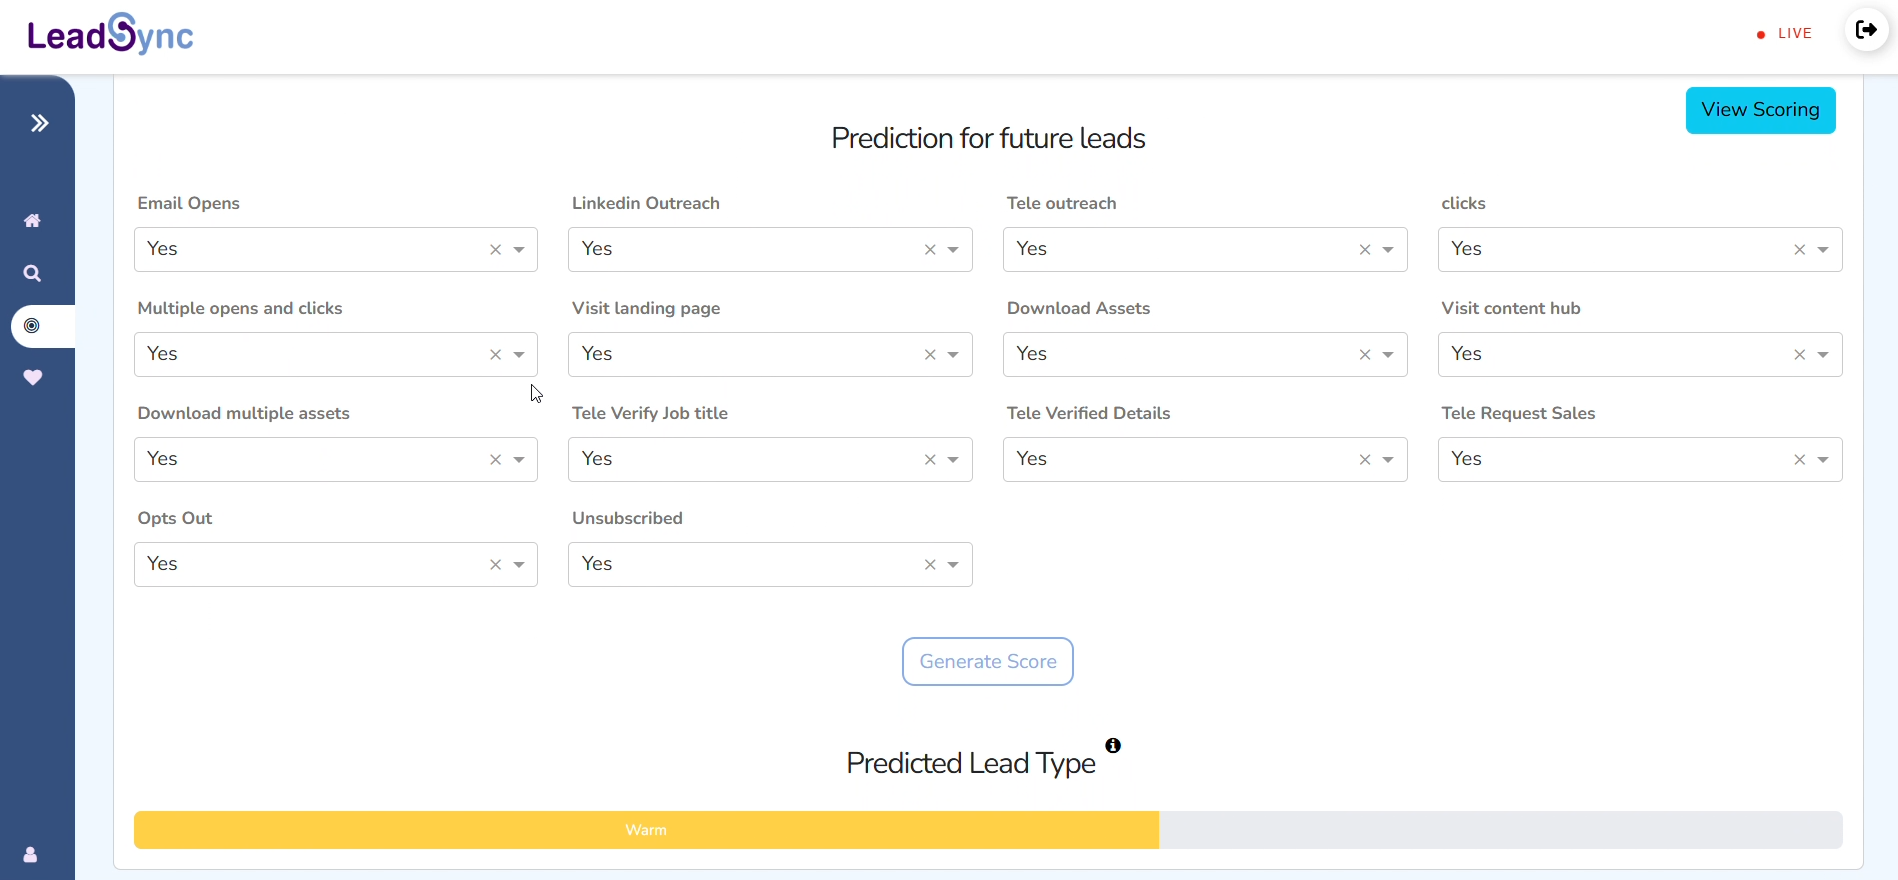 LeadSync
LIVE
View Scoring
Prediction for future leads
Email Opens
Linkedin Outreach
Tele outreach
clicks
Yes
Yes
Yes
Yes
Multiple opens and clicks
Visit landing page
Download Assets
Visit content hub
Yes
Yes
Yes
Yes
Download multiple assets
Tele Verify Job title
Tele Verified Details
Tele Request Sales
Yes
Yes
Yes
Yes
Opts Out
Unsubscribed
Yes
Yes
Generate Score
Predicted Lead Type
Warm